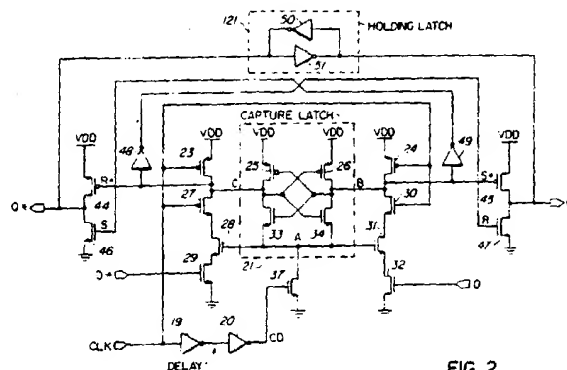 121
50
HOLDING LATCH
51
CAPTURE LATCH
VDD
VDD
VDD
VDD
VDD
VDD
48
23
25
26
24
49
C
B
R*
S*
Q*
44
27
30
45
S
28
33
34
31
R
46
A
47
29
21
37
32
D
19
20
CD
CLK
DELAY
FIG 2